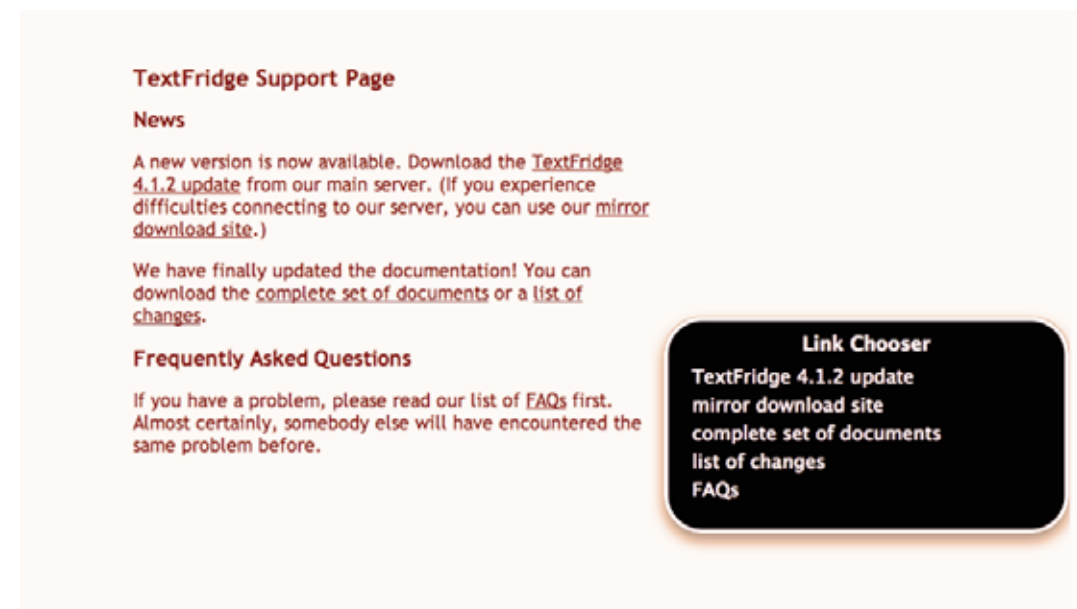 TextFridge Support Page
News
A new version is now available. Download the TextFridge
4.1.2 update from our main server. (If you experience
difficulties connecting to our server, you can use our mirror
download site.)
We have finally updated the documentation! You can
download the complete set of documents or a list of
changes.
Frequently Asked Questions
If you have a problem, please read our list of FAQs first.
Almost certainly, somebody else will have encountered the
same problem before.
Link Chooser
TextFridge 4.1.2 update
mirror download site
complete set of documents
list of changes
FAQs